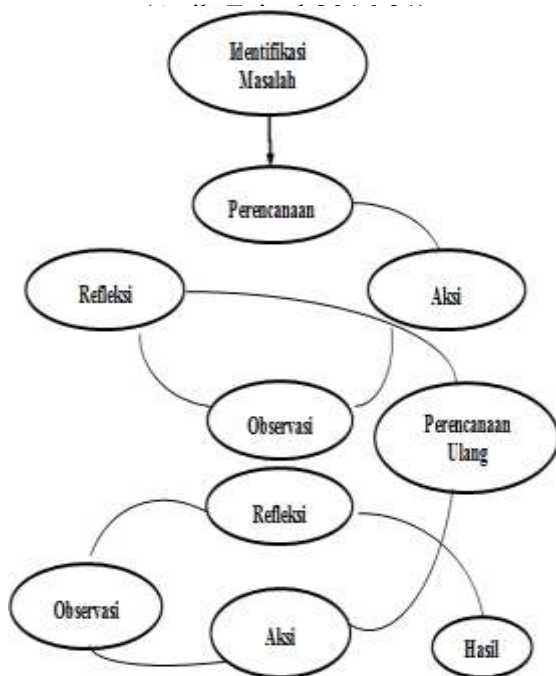 Identifikasi
Masalah
Perencanaan
Refleksi
Aksi
Observasi
Perencanaan
Ulang
Refleksi
Observasi
Aksi
Hasil